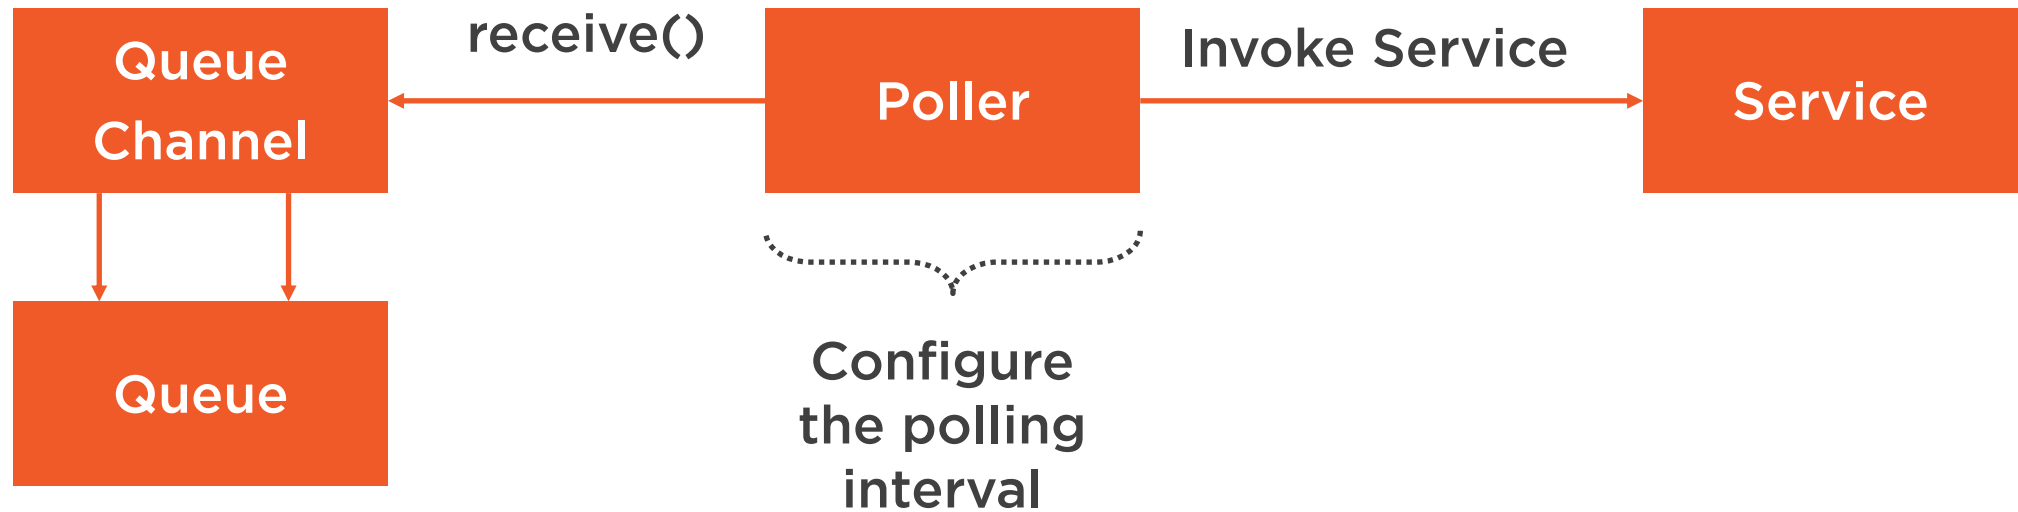 Queue
Channel
receive()
Poller
Invoke Service
Service
Queue
Configure
the polling
interval